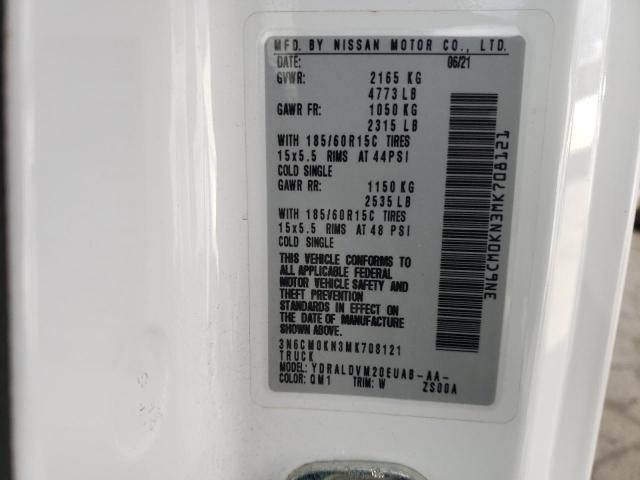 MFD. BY NISSAN MOTOR CO., LTD.
DATE: 06/21
GVWR: 2165 KG
4773 LB
GAWR FR: 1050 KG
2315 LB
WITH 185/60R15C TIRES
15x5.5 RIMS AT 44PSI
COLD SINGLE
GAWR RR: 1150 KG
2535 LB
WITH 185/60R15C TIRES
15x5.5 RIMS AT 48 PSI
COLD SINGLE
THIS VEHICLE CONFORMS TO
ALL APPLICABLE FEDERAL
MOTOR VEHICLE SAFETY AND
THEFT PREVENTION
STANDARDS IN EFFECT ON
THE DATE OF MANUFACTURE
SHOWN ABOVE.
3N6CM0KN3MK708121
TRUCK
MODEL: YDRALDVM20EUAB-AA-
COLOR: QM1 TRIM: W ZS00A
3N6CM0KN3MK708121